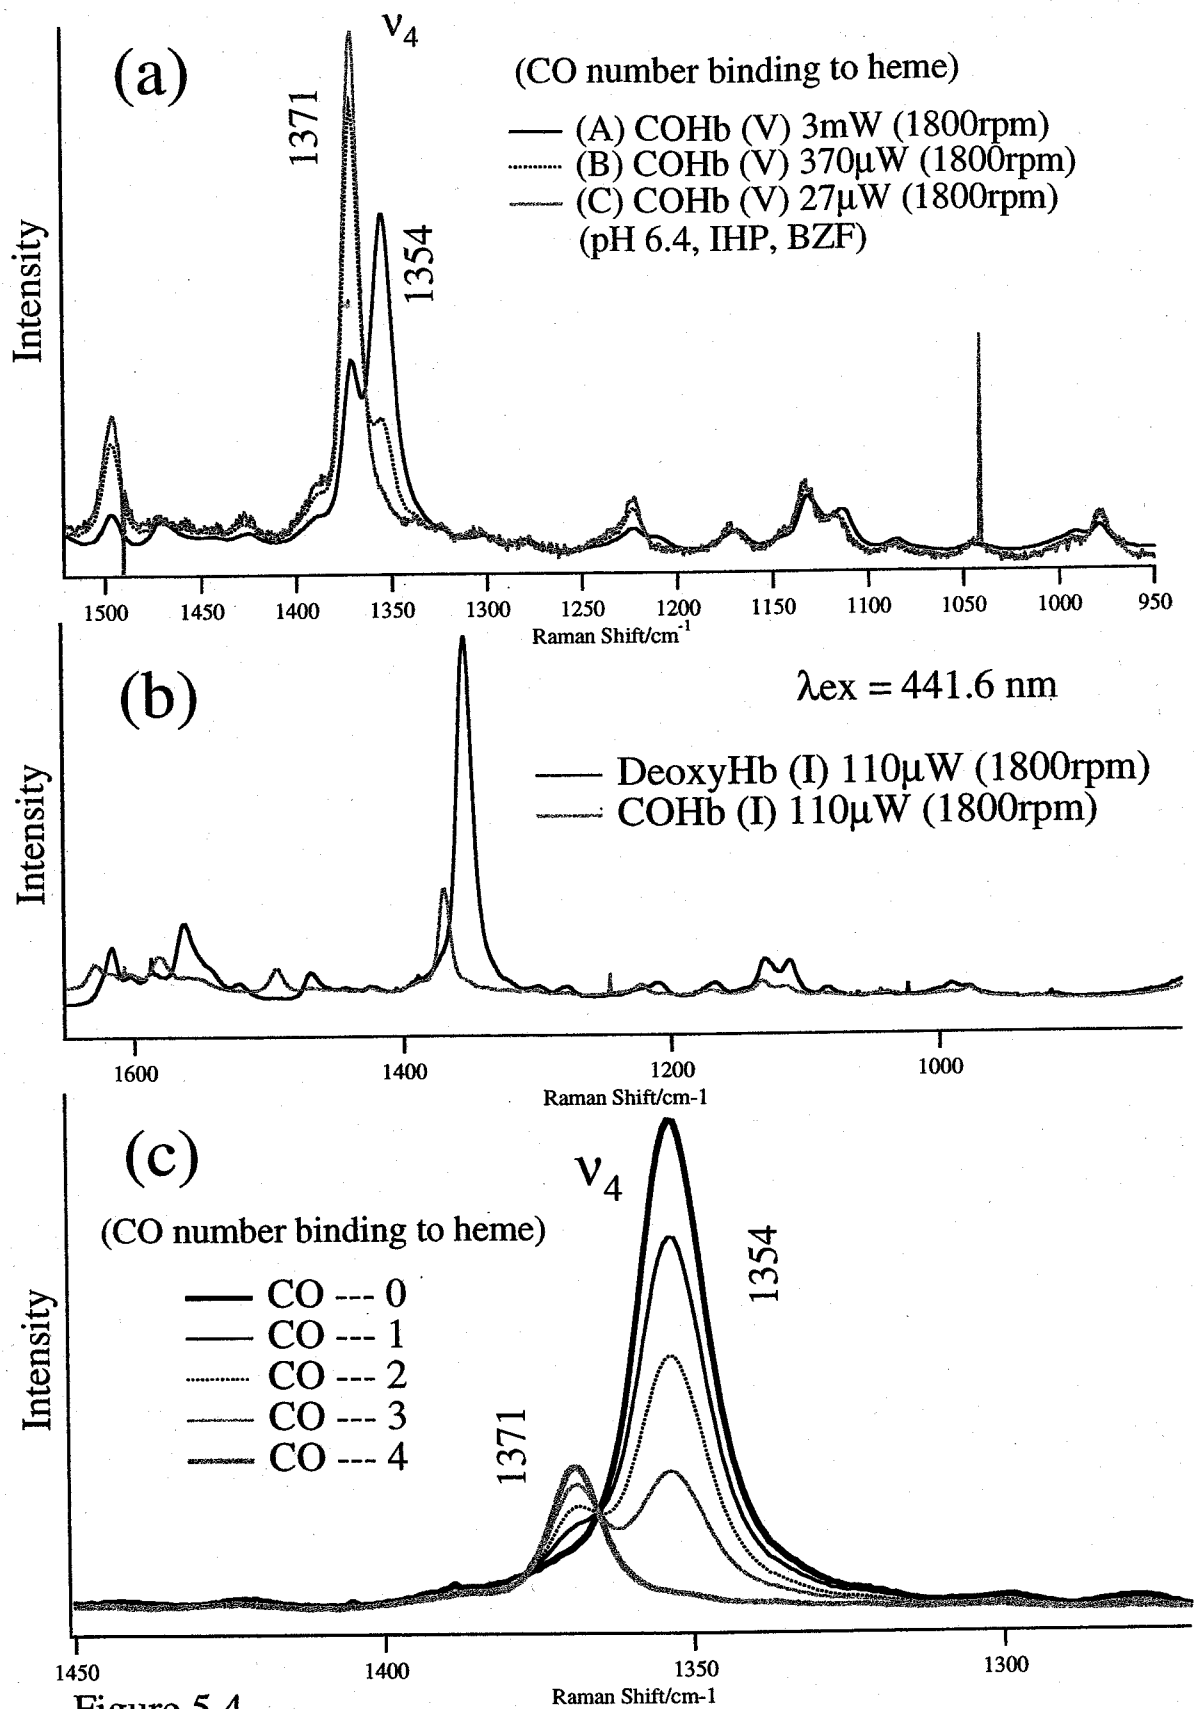 (a)
ν4
1371
1354
(CO number binding to heme)
(A) COHb (V) 3mW (1800rpm)
(B) COHb (V) 370μW (1800rpm)
(C) COHb (V) 27μW (1800rpm)
(pH 6.4, IHP, BZF)
Intensity
1500 1450 1400 1350 1300 1250 1200 1150 1100 1050 1000 950
Raman Shift/cm-1
(b)
λex = 441.6 nm
DeoxyHb (I) 110μW (1800rpm)
COHb (I) 110μW (1800rpm)
Intensity
1600 1400 1200 1000
Raman Shift/cm-1
(c)
ν4
1354
(CO number binding to heme)
CO --- 0
CO --- 1
CO --- 2
CO --- 3
CO --- 4
1371
Intensity
1450 1400 1350 1300
Raman Shift/cm-1
Figure 5.4